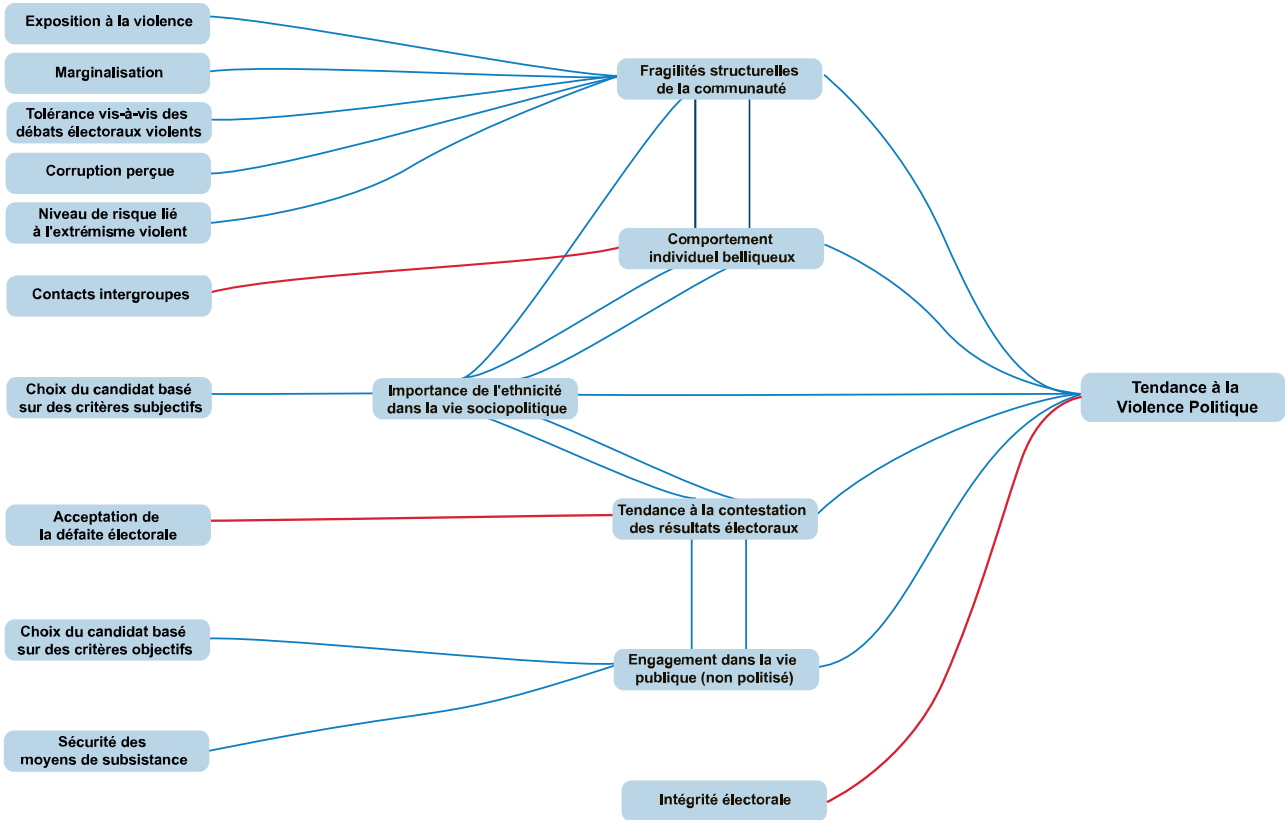 Exposition à la violence
Marginalisation
Tolérance vis-à-vis des
débats électoraux violents
Corruption perçue
Niveau de risque lié
à l'extrémisme violent
Contacts intergroupes
Choix du candidat basé
sur des critères subjectifs
Acceptation de
la défaite électorale
Choix du candidat basé
sur des critères objectifs
Sécurité des
moyens de subsistance
Importance de l'ethnicité
dans la vie sociopolitique
Fragilités structurelles
de la communauté
Comportement
individuel belliqueux
Tendance à la contestation
des résultats électoraux
Engagement dans la vie
publique (non politisé)
Intégrité électorale
Tendance à la
Violence Politique